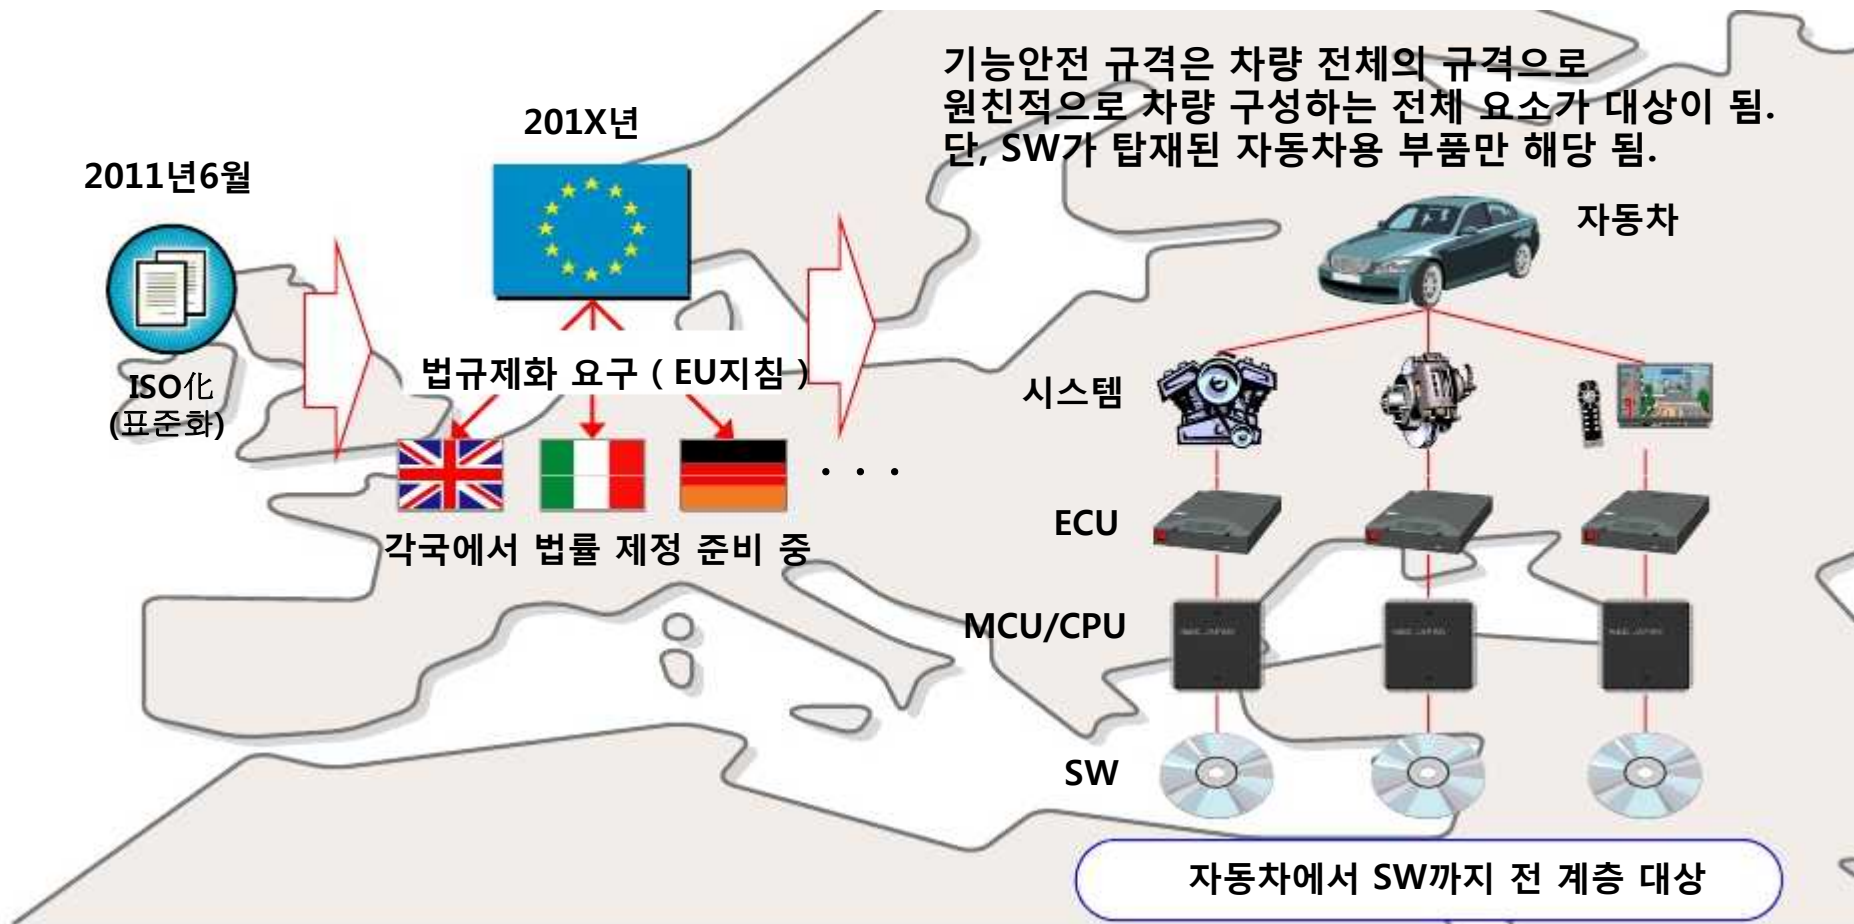 기능안전 규격은 차량 전체의 규격으로
원친적으로 차량 구성하는 전체 요소가 대상이 됨.
단, SW가 탑재된 자동차용 부품만 해당 됨.
2011년6월
201X년
ISO化
(표준화)
법규제화 요구 ( EU지침 )
· · ·
각국에서 법률 제정 준비 중
자동차
시스템
ECU
MCU/CPU
SW
자동차에서 SW까지 전 계층 대상